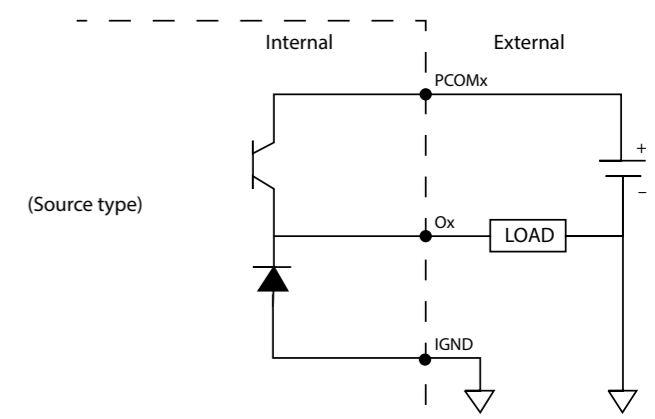 Internal
External
PCOMx
+
−
(Source type)
Ox
LOAD
IGND